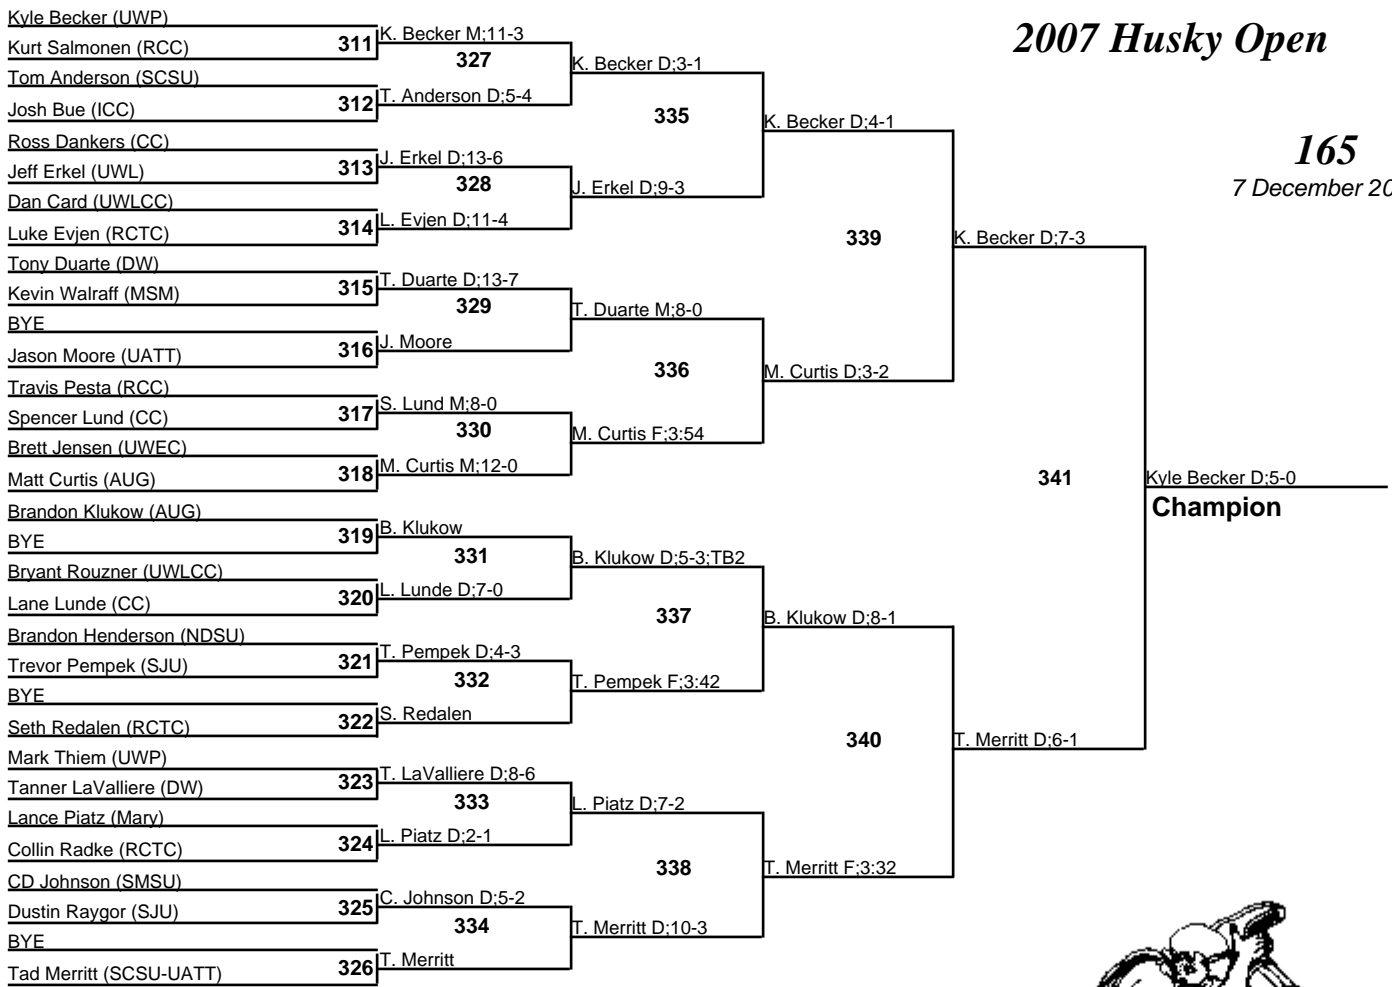 2007 Husky Open
165
7 December 20
Kyle Becker (UWP)
Kurt Salmonen (RCC)
Tom Anderson (SCSU)
Josh Bue (ICC)
Ross Dankers (CC)
Jeff Erkel (UWL)
Dan Card (UWLCC)
Luke Evjen (RCTC)
Tony Duarte (DW)
Kevin Walraff (MSM)
BYE
Jason Moore (UATT)
Travis Pesta (RCC)
Spencer Lund (CC)
Brett Jensen (UWEC)
Matt Curtis (AUG)
Brandon Klukow (AUG)
BYE
Bryant Rouzner (UWLCC)
Lane Lunde (CC)
Brandon Henderson (NDSU)
Trevor Pempek (SJU)
BYE
Seth Redalen (RCTC)
Mark Thiem (UWP)
Tanner LaValliere (DW)
Lance Piatz (Mary)
Collin Radke (RCTC)
CD Johnson (SMSU)
Dustin Raygor (SJU)
BYE
Tad Merritt (SCSU-UATT)
311 K. Becker M;11-3
327
312 T. Anderson D;5-4
313 J. Erkel D;13-6
328
314 L. Evjen D;11-4
315 T. Duarte D;13-7
329
316 J. Moore
317 S. Lund M;8-0
330
318 M. Curtis M;12-0
319 B. Klukow
331
320 L. Lunde D;7-0
321 T. Pempek D;4-3
332
322 S. Redalen
323 T. LaValliere D;8-6
333
324 L. Piatz D;2-1
325 C. Johnson D;5-2
334
326 T. Merritt
K. Becker D;3-1
335
J. Erkel D;9-3
T. Duarte M;8-0
336
M. Curtis F;3:54
B. Klukow D;5-3;TB2
337
T. Pempek F;3:42
L. Piatz D;7-2
338
T. Merritt D;10-3
K. Becker D;4-1
339
M. Curtis D;3-2
B. Klukow D;8-1
340
T. Merritt F;3:32
K. Becker D;7-3
341
T. Merritt D;6-1
Kyle Becker D;5-0
Champion